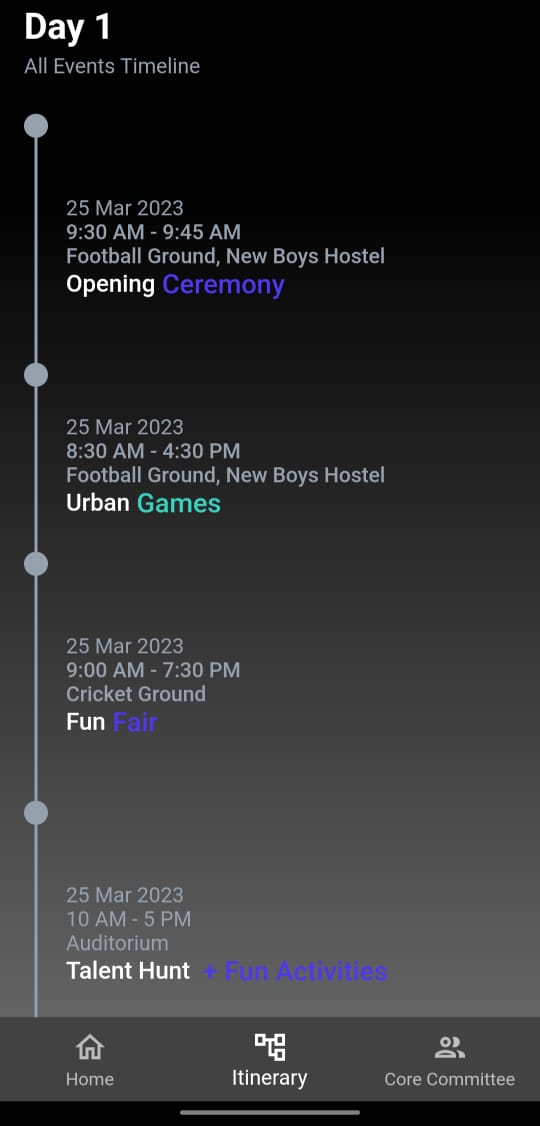 Day 1
All Events Timeline
25 Mar 2023
9:30 AM - 9:45 AM
Football Ground, New Boys Hostel
Opening Ceremony
25 Mar 2023
8:30 AM - 4:30 PM
Football Ground, New Boys Hostel
Urban Games
25 Mar 2023
9:00 AM - 7:30 PM
Cricket Ground
Fun Fair
25 Mar 2023
10 AM - 5 PM
Auditorium
Talent Hunt + Fun Activities
Home
Itinerary
Core Committee